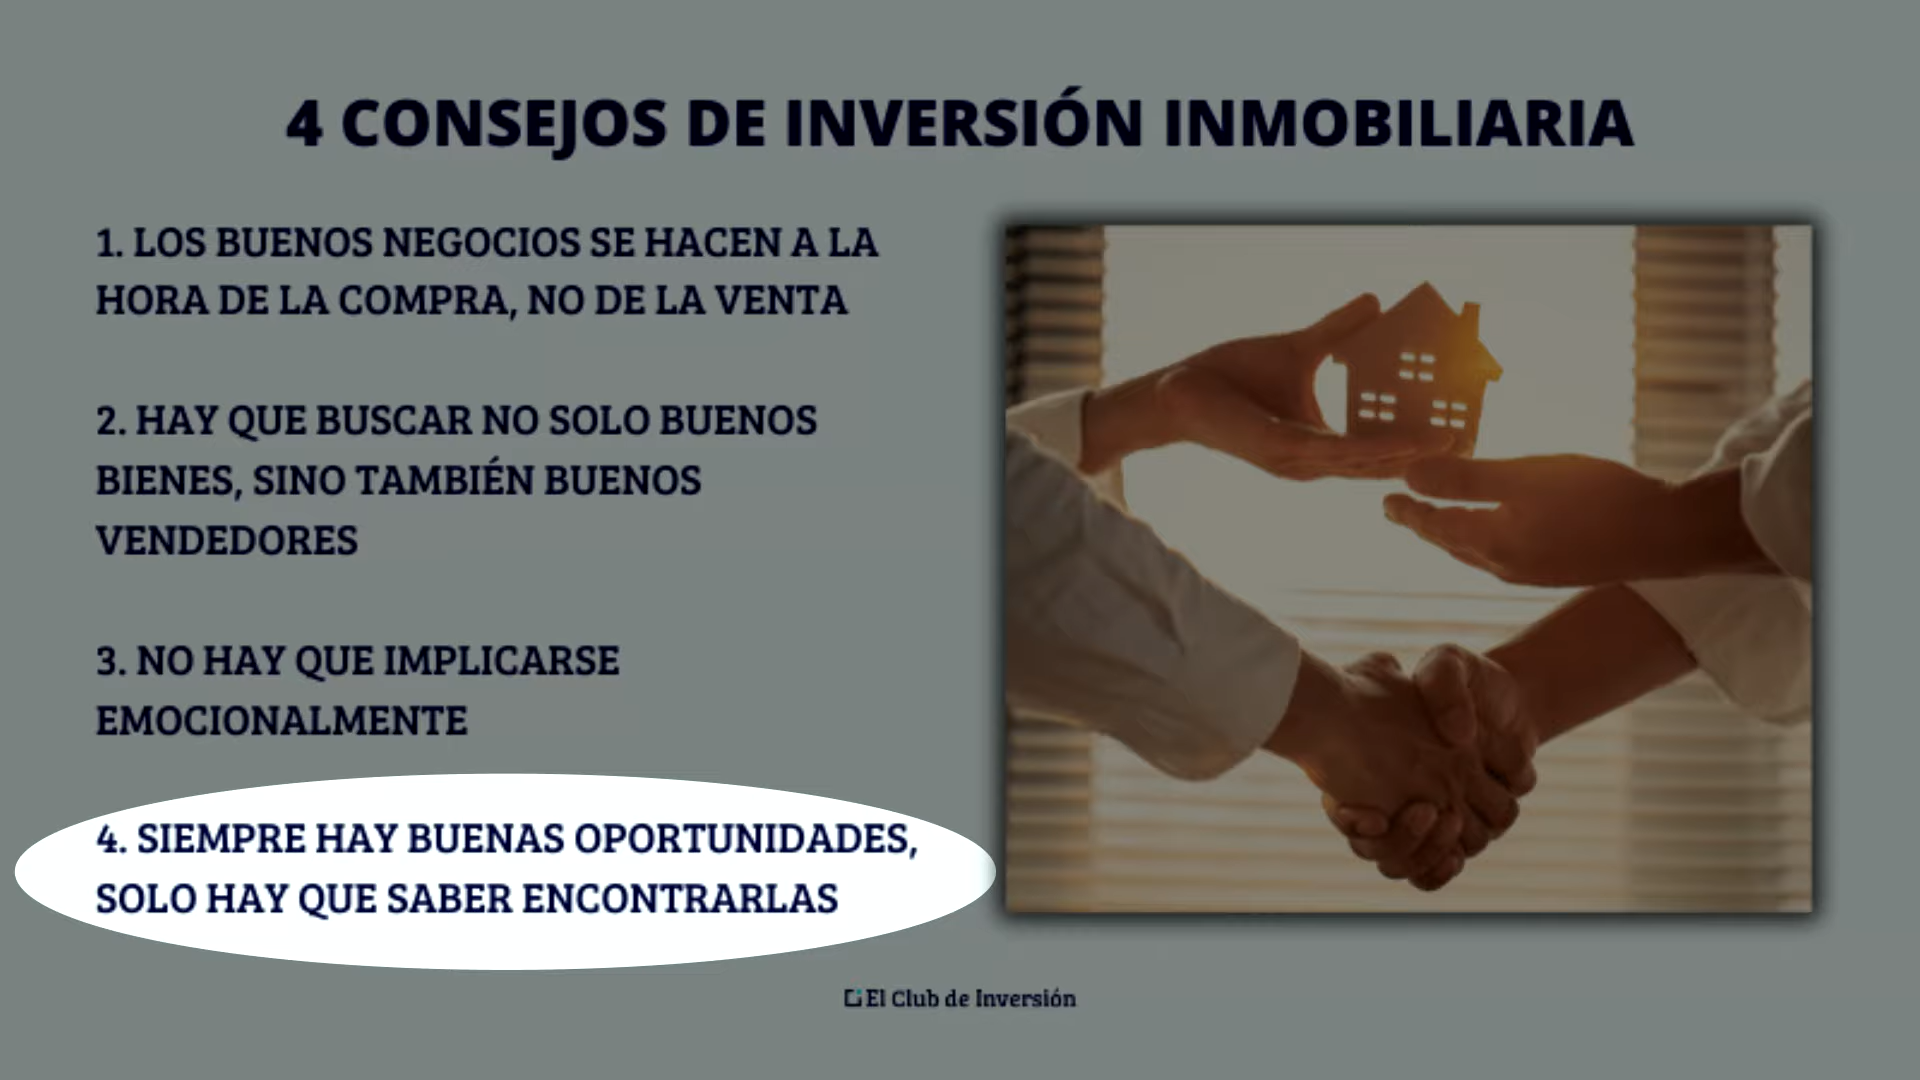 4 CONSEJOS DE INVERSIÓN INMOBILIARIA
1. LOS BUENOS NEGOCIOS SE HACEN A LA
HORA DE LA COMPRA, NO DE LA VENTA
2. HAY QUE BUSCAR NO SOLO BUENOS
BIENES, SINO TAMBIÉN BUENOS
VENDEDORES
3. NO HAY QUE IMPLICARSE
EMOCIONALMENTE
4. SIEMPRE HAY BUENAS OPORTUNIDADES,
SOLO HAY QUE SABER ENCONTRARLAS
El Club de Inversión